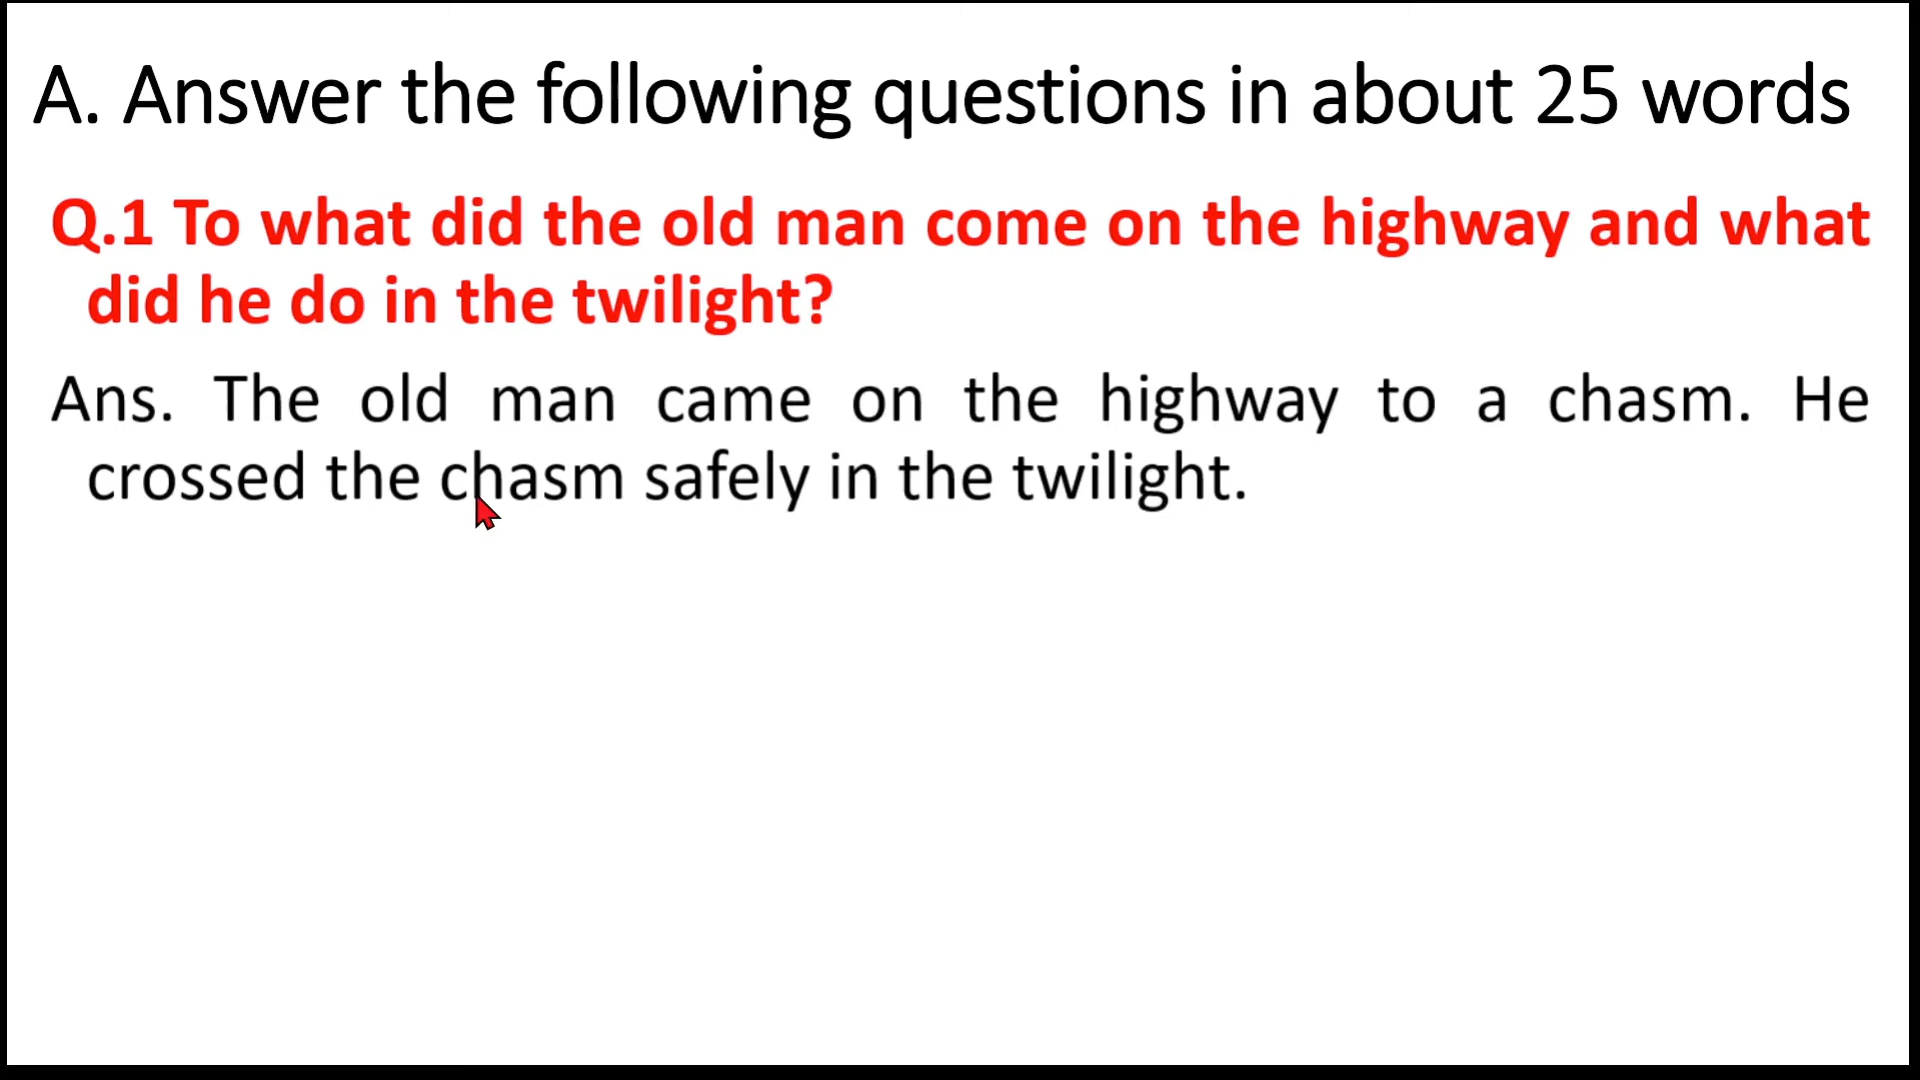 A. Answer the following questions in about 25 words
Q.1 To what did the old man come on the highway and what
did he do in the twilight?
Ans. The old man came on the highway to a chasm. He
crossed the chasm safely in the twilight.